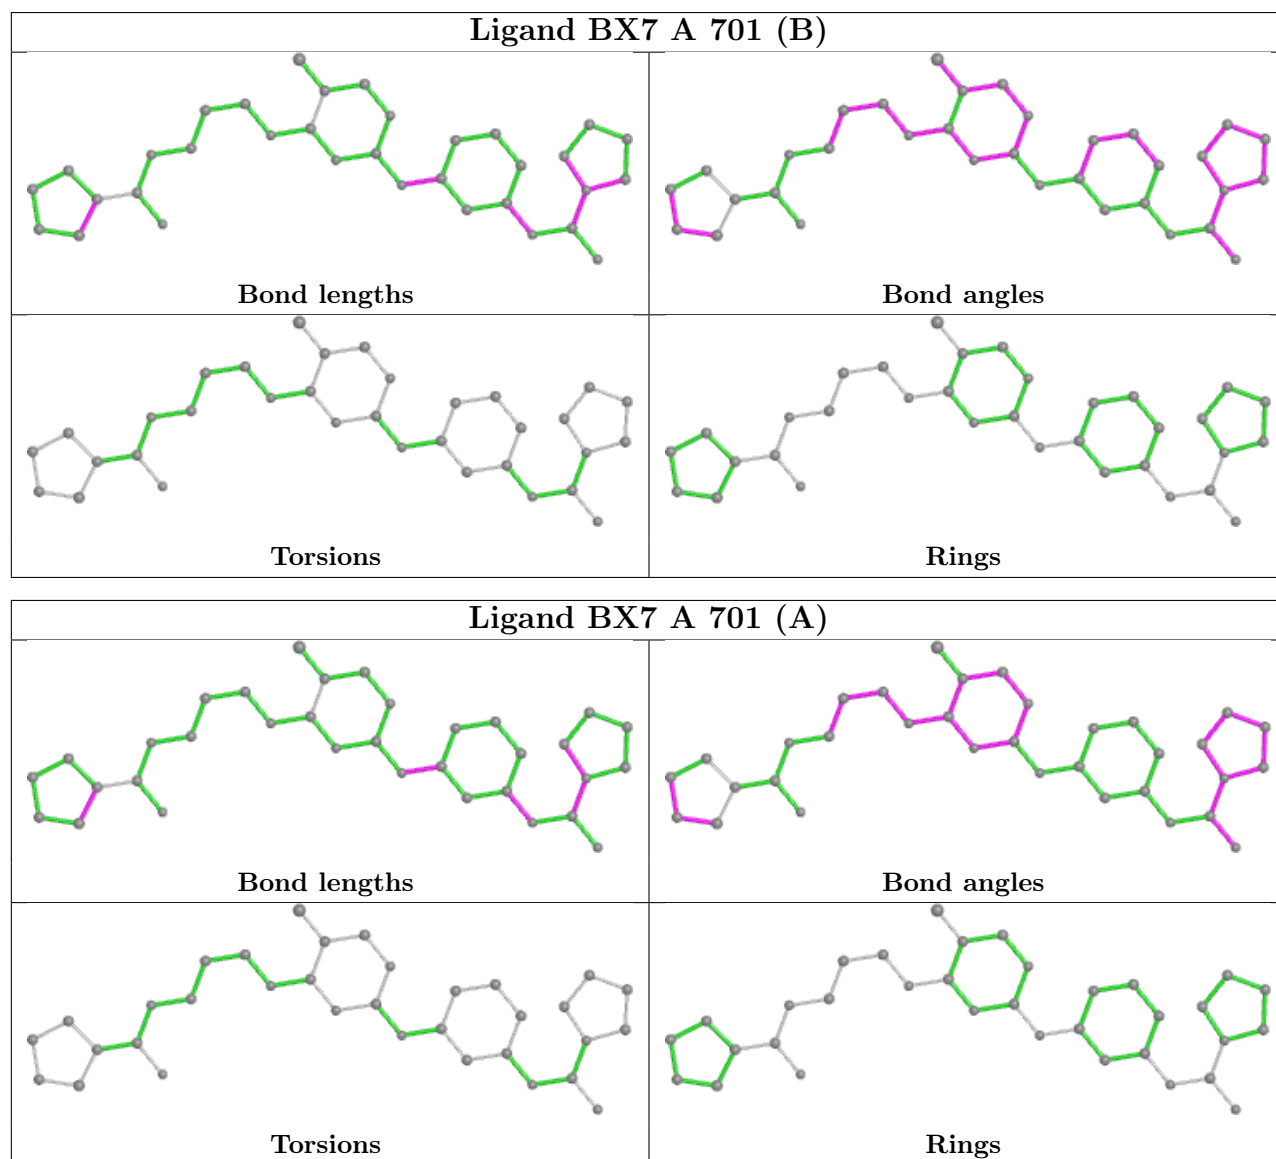 Ligand BX7 A 701 (B)
Bond lengths
Bond angles
Torsions
Rings
Ligand BX7 A 701 (A)
Bond lengths
Bond angles
Torsions
Rings